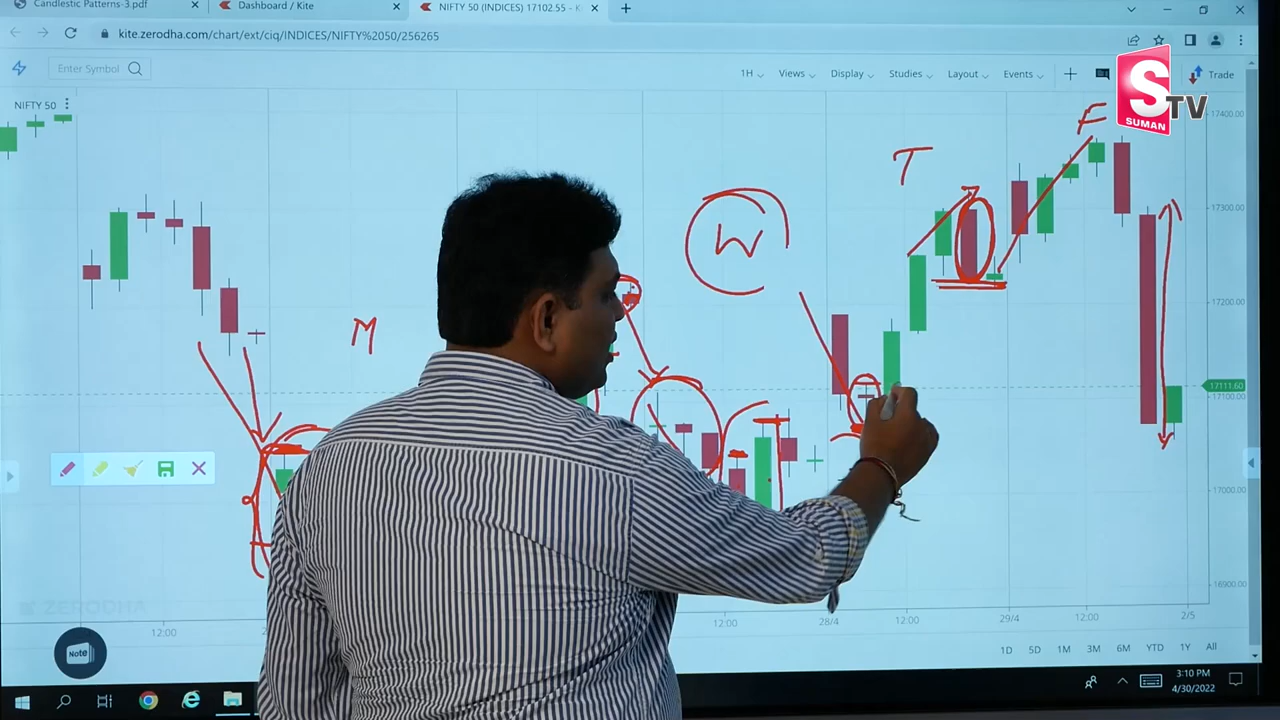 Candlestic Patterns-3.pdf
Dashboard / Kite
NIFTY 50 (INDICES) 17102.55 - K
kite.zerodha.com/chart/ext/ciq/INDICES/NIFTY%2050/256265
Enter Symbol
1H
Views
Display
Studies
Layout
Events
Trade
S
TV
SUMAN
NIFTY 50
17400.00
F
T
17300.00
W
17200.00
M
17111.60
17100.00
17000.00
16900.00
ZERODHA
12:00
2
12:00
28/4
12:00
29/4
12:00
2/5
1D
5D
1M
3M
6M
YTD
1Y
All
Note
3:10 PM
4/30/2022